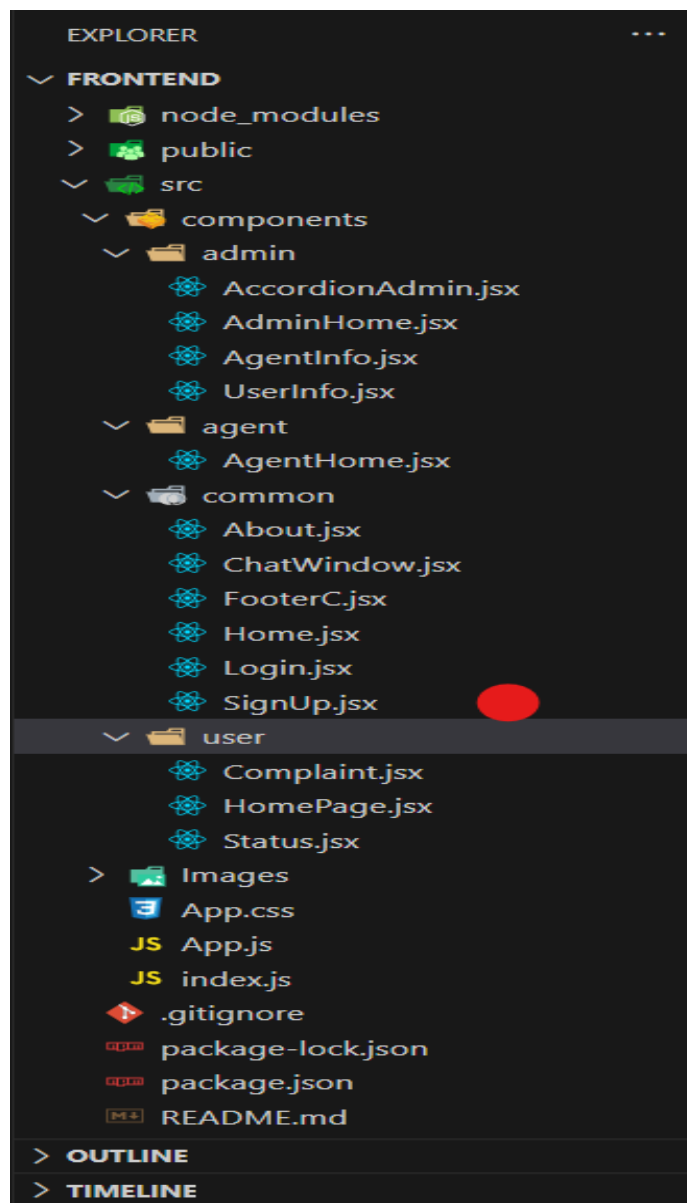 EXPLORER
FRONTEND
node_modules
public
src
components
admin
AccordionAdmin.jsx
AdminHome.jsx
AgentInfo.jsx
UserInfo.jsx
agent
AgentHome.jsx
common
About.jsx
ChatWindow.jsx
FooterC.jsx
Home.jsx
Login.jsx
SignUp.jsx
user
Complaint.jsx
HomePage.jsx
Status.jsx
Images
App.css
JS App.js
JS index.js
.gitignore
package-lock.json
package.json
README.md
OUTLINE
TIMELINE